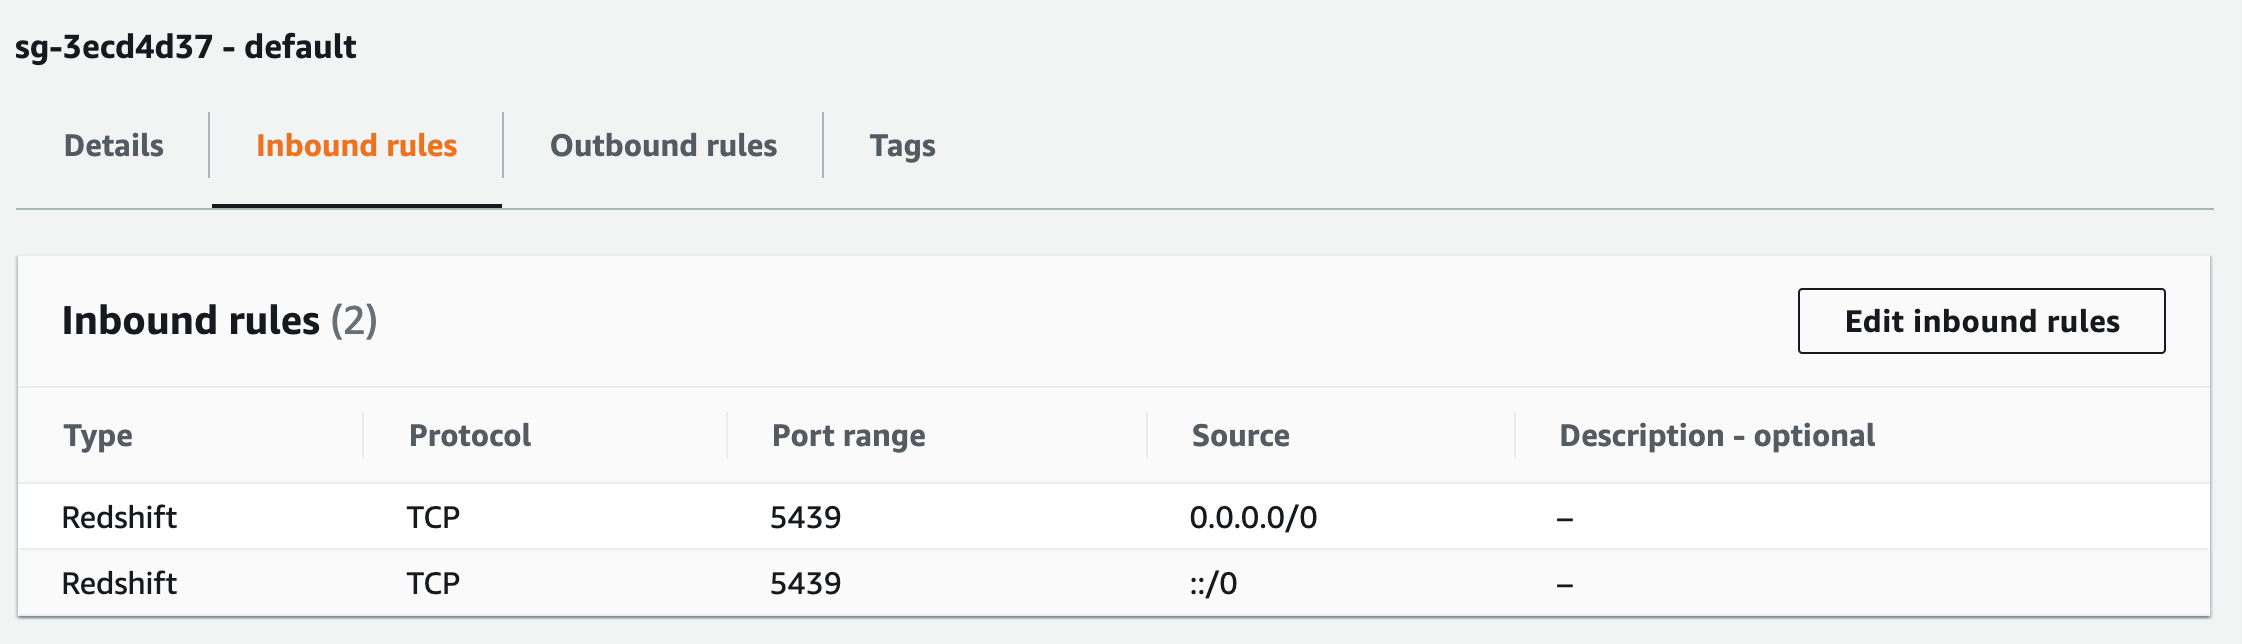 sg-3ecd4d37 - default
Details Inbound rules Outbound rules Tags
Inbound rules (2) Edit inbound rules
Type Protocol Port range Source Description - optional
Redshift TCP 5439 0.0.0.0/0 –
Redshift TCP 5439 ::/0 –